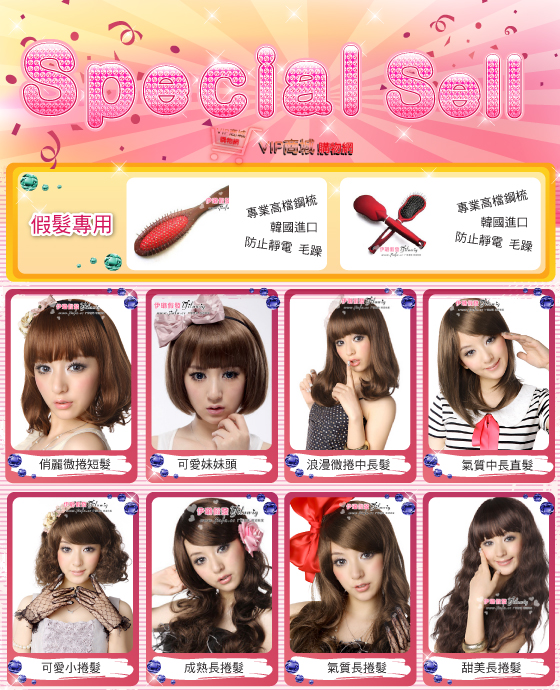 Special Sell
VIF商城 購物網
假髮專用
專業高檔鋼梳
韓國進口
防止靜電 毛躁
專業高檔鋼梳
韓國進口
防止靜電 毛躁
俏麗微捲短髮
可愛妹妹頭
浪漫微捲中長髮
氣質中長直髮
可愛小捲髮
成熟長捲髮
氣質長捲髮
甜美長捲髮